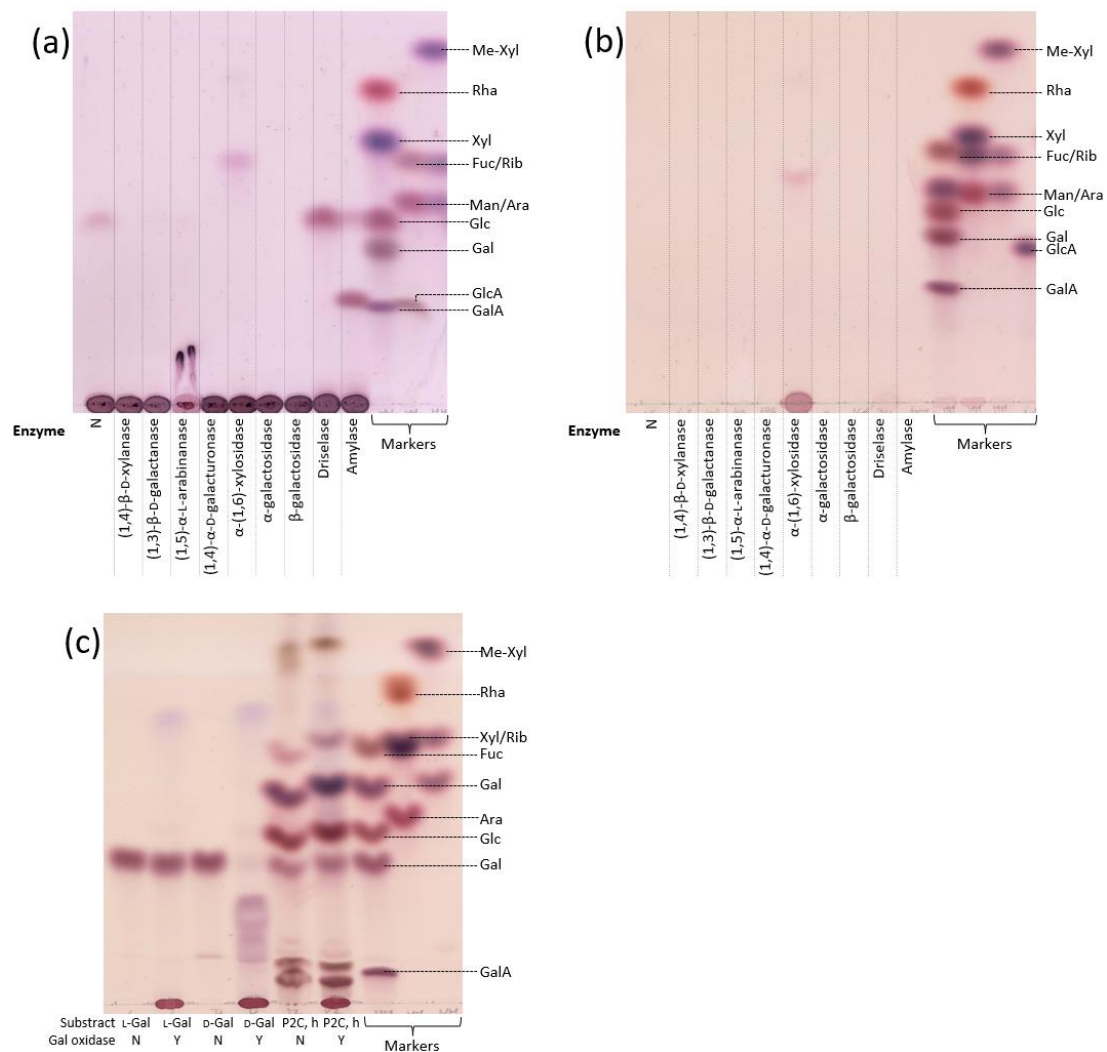 (a)
Me-Xyl
Rha
Xyl
Fuc/Rib
Man/Ara
Glc
Gal
GlcA
GalA
Enzyme
N
(1,4)-β-D-xylanase
(1,3)-β-D-galactanase
(1,5)-α-L-arabinanase
(1,4)-α-D-galacturonase
α-(1,6)-xylosidase
α-galactosidase
β-galactosidase
Driselase
Amylase
Markers
(b)
Me-Xyl
Rha
Xyl
Fuc/Rib
Man/Ara
Glc
Gal
GlcA
GalA
Enzyme
N
(1,4)-β-D-xylanase
(1,3)-β-D-galactanase
(1,5)-α-L-arabinanase
(1,4)-α-D-galacturonase
α-(1,6)-xylosidase
α-galactosidase
β-galactosidase
Driselase
Amylase
Markers
(c)
Me-Xyl
Rha
Xyl/Rib
Fuc
Gal
Ara
Glc
Gal
GalA
Substract L-Gal L-Gal D-Gal D-Gal P2C, h P2C, h
Gal oxidase N Y N Y N Y
Markers